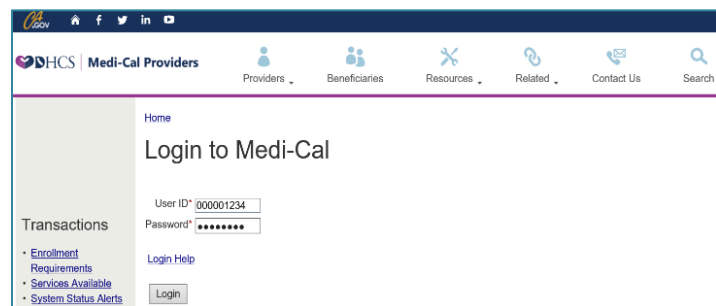 CA.GOV
DHCS Medi-Cal Providers
Providers Beneficiaries Resources Related Contact Us Search
Home
Login to Medi-Cal
User ID* 000001234
Password* ••••••••
Transactions
• Enrollment
Requirements
• Services Available
• System Status Alerts
Login Help
Login